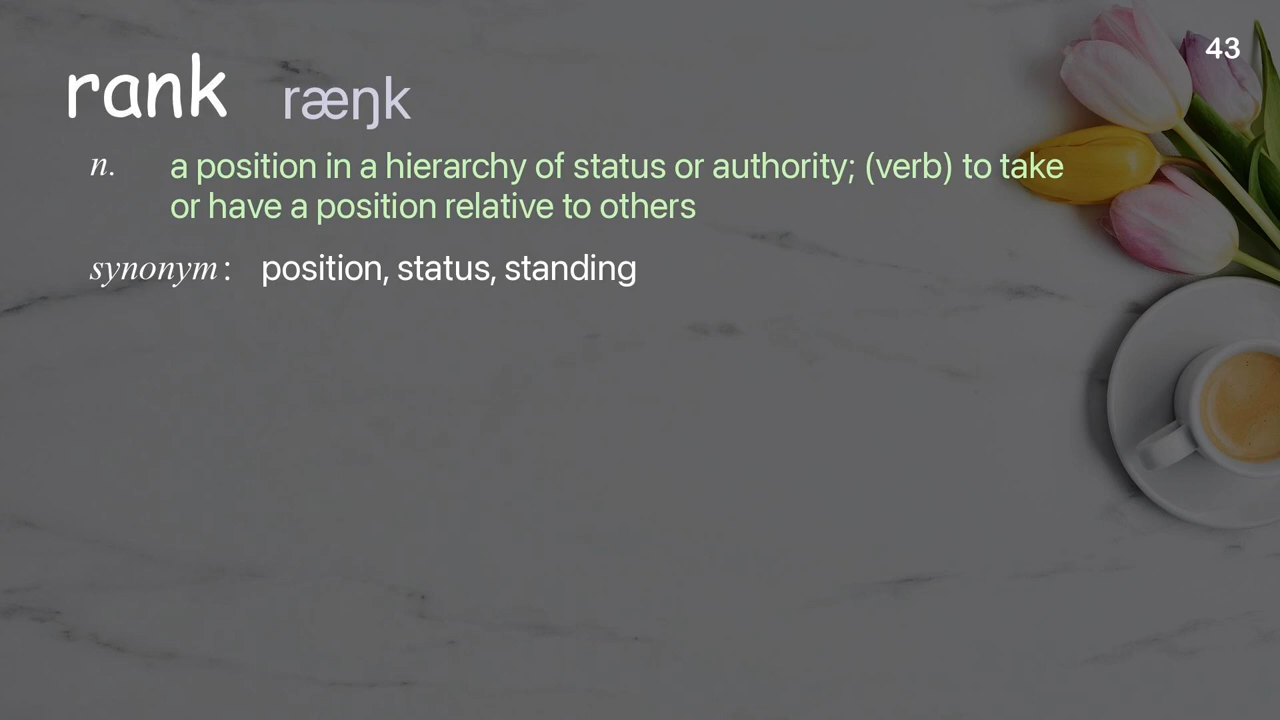 43
rank ræŋk
n. a position in a hierarchy of status or authority; (verb) to take
or have a position relative to others
synonym : position, status, standing